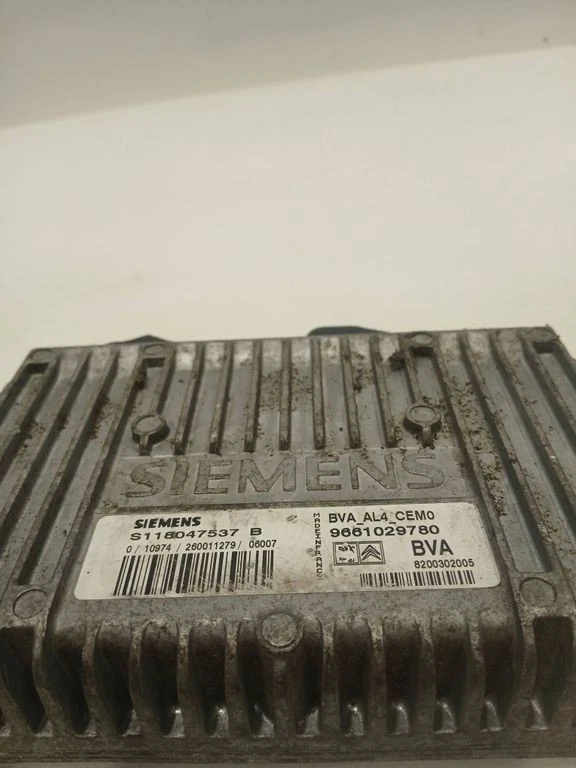 SIEMENS
SIEMENS
S118047537 B
0 / 10974 / 260011279 / 06007
MADE IN FRANCE
BVA_AL4_CEM0
9661029780
BVA
8200302005